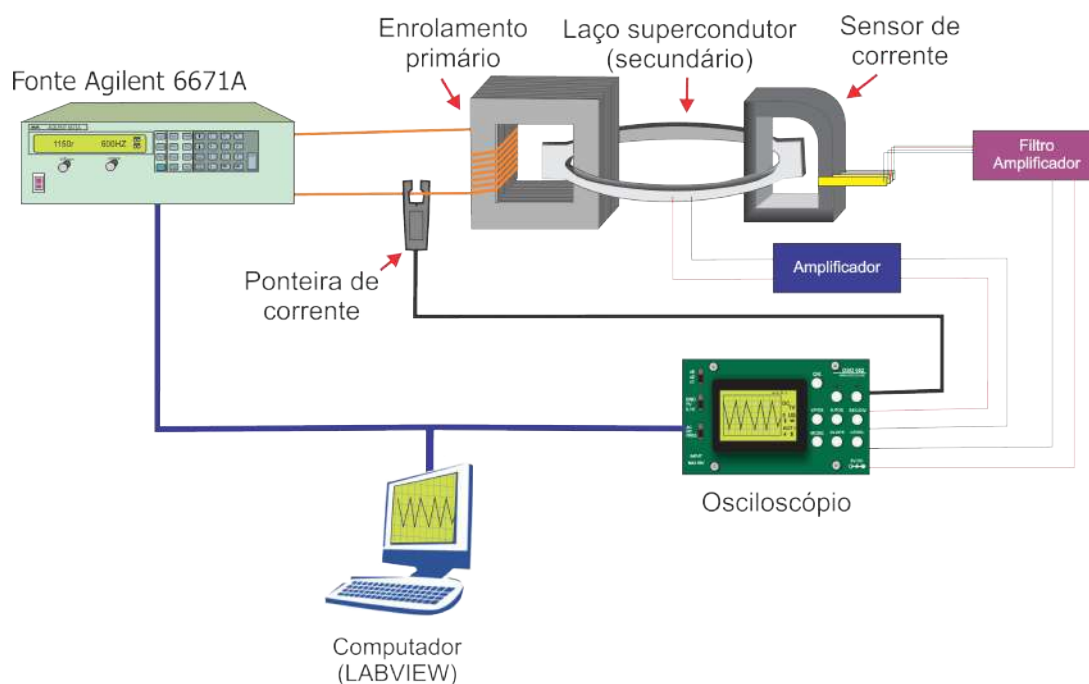 Enrolamento
primário
Laço supercondutor
(secundário)
Sensor de
corrente
Fonte Agilent 6671A
600HZ
Filtro
Amplificador
Ponteira de
corrente
Amplificador
Osciloscópio
Computador
(LABVIEW)